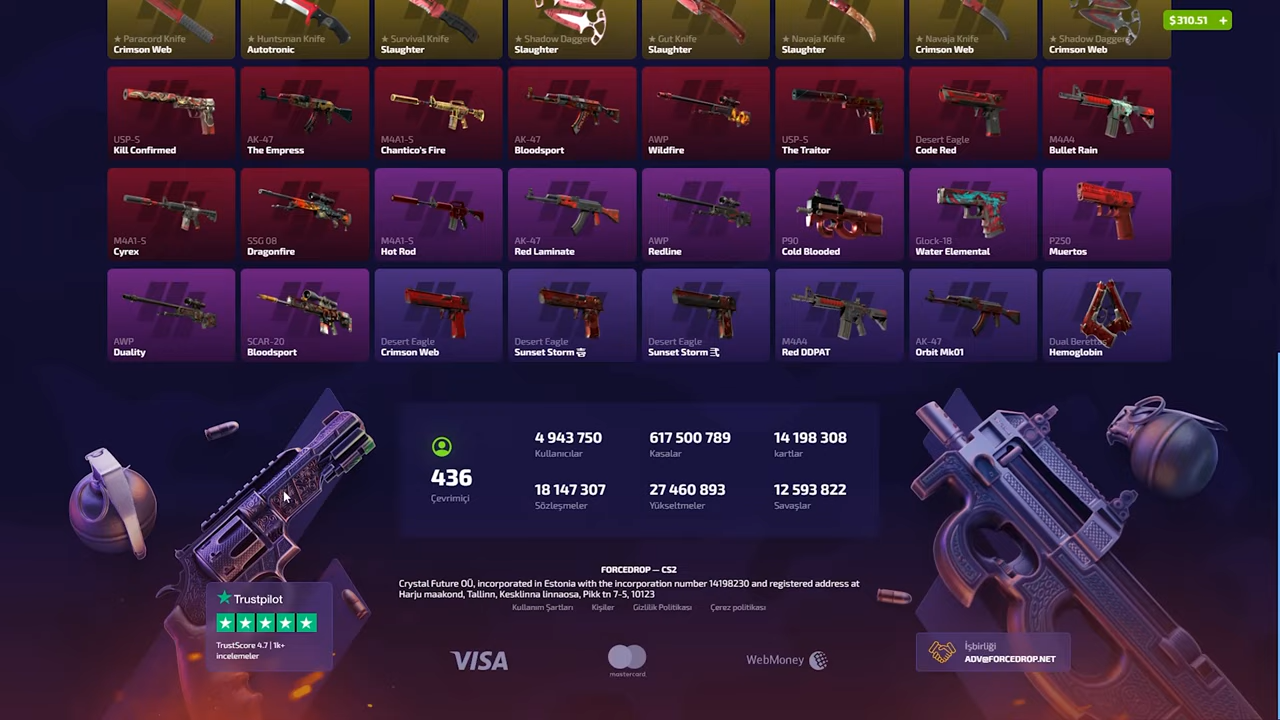 $310.51 +
★ Paracord Knife
Crimson Web
★ Huntsman Knife
Autotronic
★ Survival Knife
Slaughter
★ Shadow Daggers
Slaughter
★ Gut Knife
Slaughter
★ Navaja Knife
Slaughter
★ Navaja Knife
Crimson Web
★ Shadow Daggers
Crimson Web
USP-S
Kill Confirmed
AK-47
The Empress
M4A1-S
Chantico's Fire
AK-47
Bloodsport
AWP
Wildfire
USP-S
The Traitor
Desert Eagle
Code Red
M4A4
Bullet Rain
M4A1-S
Cyrex
SSG 08
Dragonfire
M4A1-S
Hot Rod
AK-47
Red Laminate
AWP
Redline
P90
Cold Blooded
Glock-18
Water Elemental
P250
Muertos
AWP
Duality
SCAR-20
Bloodsport
Desert Eagle
Crimson Web
Desert Eagle
Sunset Storm 壱
Desert Eagle
Sunset Storm 弐
M4A4
Red DDPAT
AK-47
Orbit Mk01
Dual Berettas
Hemoglobin
436
Çevrimiçi
4 943 750
Kullanıcılar
617 500 789
Kasalar
14 198 308
kartlar
18 147 307
Sözleşmeler
27 460 893
Yükseltmeler
12 593 822
Savaşlar
FORCEDROP — CS2
Crystal Future OÜ, incorporated in Estonia with the incorporation number 14198230 and registered address at
Harju maakond, Tallinn, Kesklinna linnaosa, Pikk tn 7-5, 10123
Kullanım Şartları Kişiler Gizlilik Politikası Çerez politikası
Trustpilot
TrustScore 4.7 | 1k+
incelemeler
VISA
mastercard
WebMoney
İşbirliği
ADV@FORCEDROP.NET